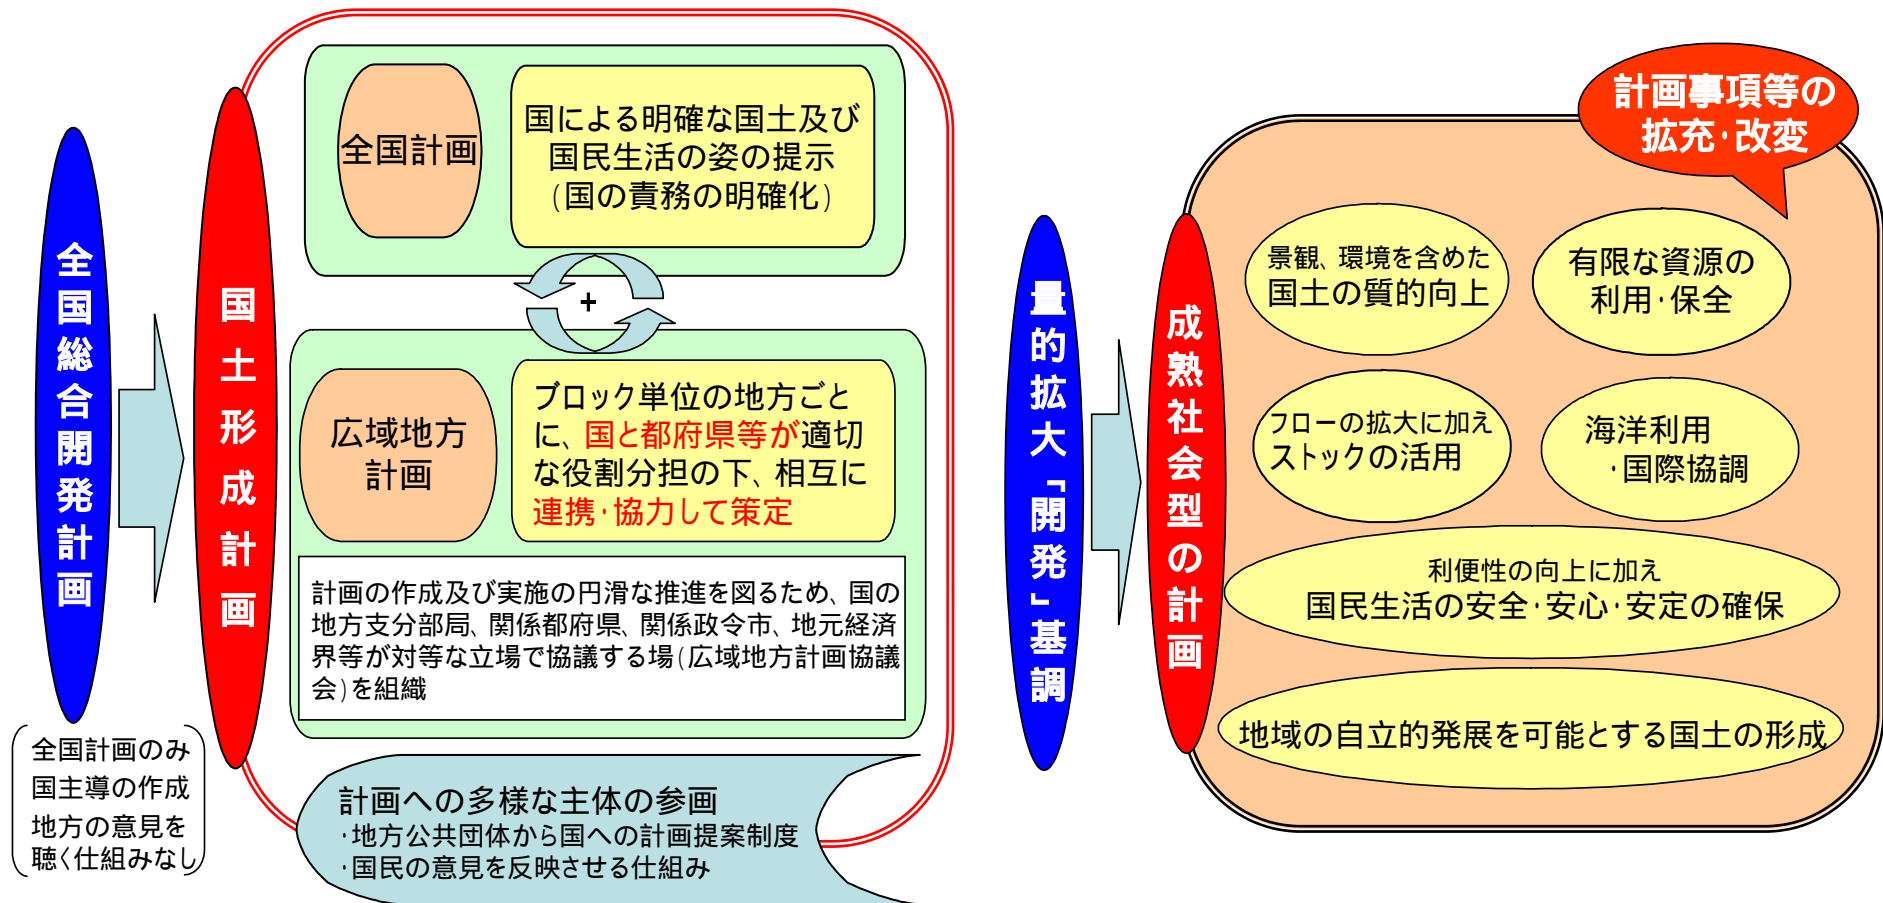 全国総合開発計画
全国計画のみ
国主導の作成
地方の意見を
聴く仕組みなし
国土形成計画
全国計画
国による明確な国土及び
国民生活の姿の提示
(国の責務の明確化)
+
広域地方
計画
ブロック単位の地方ごと
に、国と都府県等が適切
な役割分担の下、相互に
連携・協力して策定
計画の作成及び実施の円滑な推進を図るため、国の
地方支分部局、関係都府県、関係政令市、地元経済
界等が対等な立場で協議する場(広域地方計画協議
会)を組織
計画への多様な主体の参画
・地方公共団体から国への計画提案制度
・国民の意見を反映させる仕組み
量的拡大「開発」基調
成熟社会型の計画
計画事項等の
拡充・改変
景観、環境を含めた
国土の質的向上
有限な資源の
利用・保全
フローの拡大に加え
ストックの活用
海洋利用
・国際協調
利便性の向上に加え
国民生活の安全・安心・安定の確保
地域の自立的発展を可能とする国土の形成